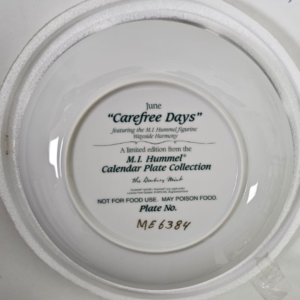 June
"Carefree Days"
featuring the M.I. Hummel figurine
Wayside Harmony
A limited edition from the
M.I. Hummel®
Calendar Plate Collection
The Danbury Mint
NOT FOR FOOD USE. MAY POISON FOOD.
Plate No.
ME6384